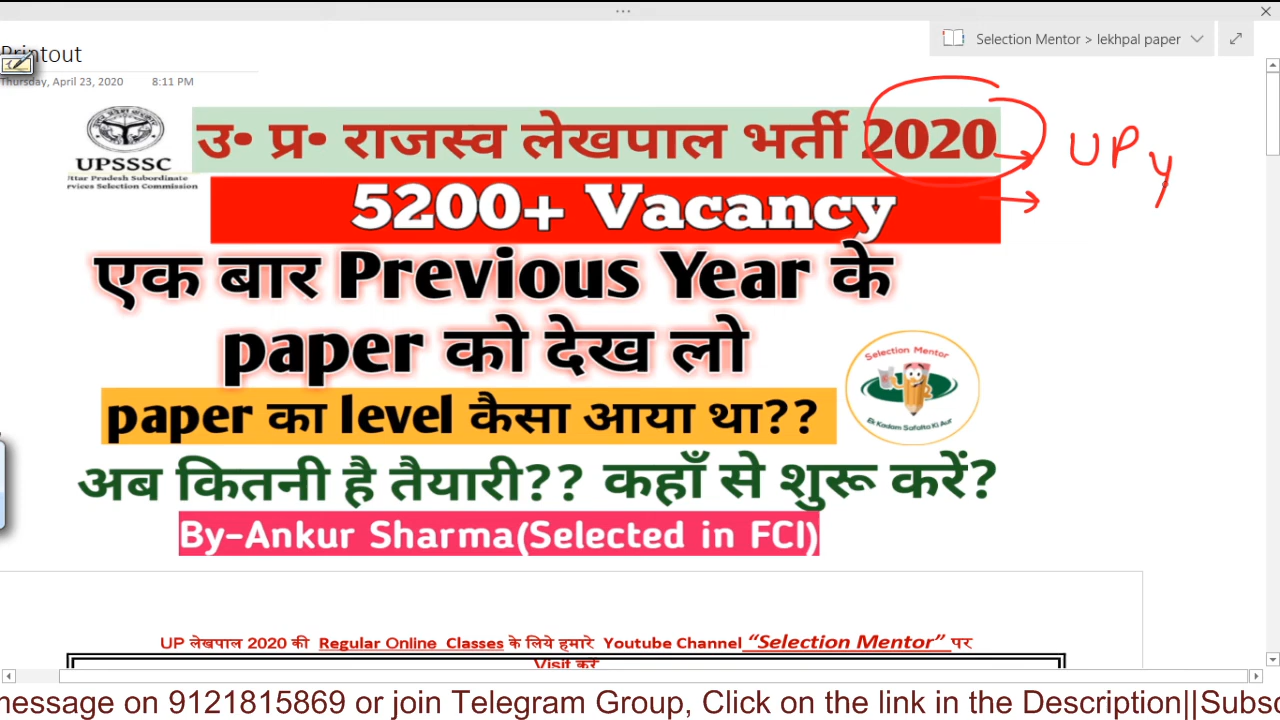 Printout
Selection Mentor > lekhpal paper
Thursday, April 23, 2020 8:11 PM
उ॰ प्र॰ राजस्व लेखपाल भर्ती 2020
UPSSSC
Uttar Pradesh Subordinate
Services Selection Commission
UPy
5200+ Vacancy
एक बार Previous Year के
paper को देख लो
Selection Mentor
Ek Kadam Safalta Ki Aur
paper का level कैसा आया था??
अब कितनी है तैयारी?? कहाँ से शुरू करें?
By-Ankur Sharma(Selected in FCI)
UP लेखपाल 2020 की Regular Online Classes के लिये हमारे Youtube Channel “Selection Mentor” पर
Visit करें
message on 9121815869 or join Telegram Group, Click on the link in the Description||Subsc